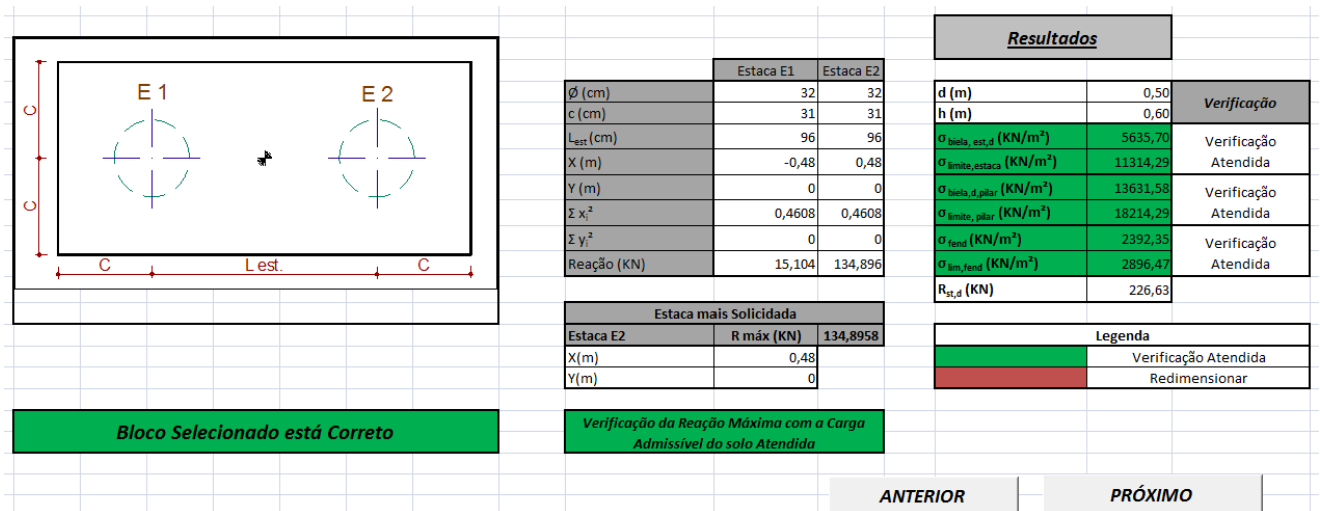 E 1
E 2
C
C
C
L est.
C
Bloco Selecionado está Correto
Estaca E1 Estaca E2
Ø (cm) 32 32
c (cm) 31 31
Lest (cm) 96 96
X (m) -0,48 0,48
Y (m) 0 0
Σ xi² 0,4608 0,4608
Σ yi² 0 0
Reação (KN) 15,104 134,896
Estaca mais Solicidada
Estaca E2 R máx (KN) 134,8958
X(m) 0,48
Y(m) 0
Verificação da Reação Máxima com a Carga
Admissível do solo Atendida
Resultados
d (m) 0,50
h (m) 0,60
Verificação
σbiela, est,d (KN/m²) 5635,70
σlimite,estaca (KN/m²) 11314,29
Verificação
Atendida
σbiela,d,pilar (KN/m²) 13631,58
σlimite, pilar (KN/m²) 18214,29
Verificação
Atendida
σfend (KN/m²) 2392,35
σlim,fend (KN/m²) 2896,47
Verificação
Atendida
Rst,d (KN) 226,63
Legenda
Verificação Atendida
Redimensionar
ANTERIOR
PRÓXIMO